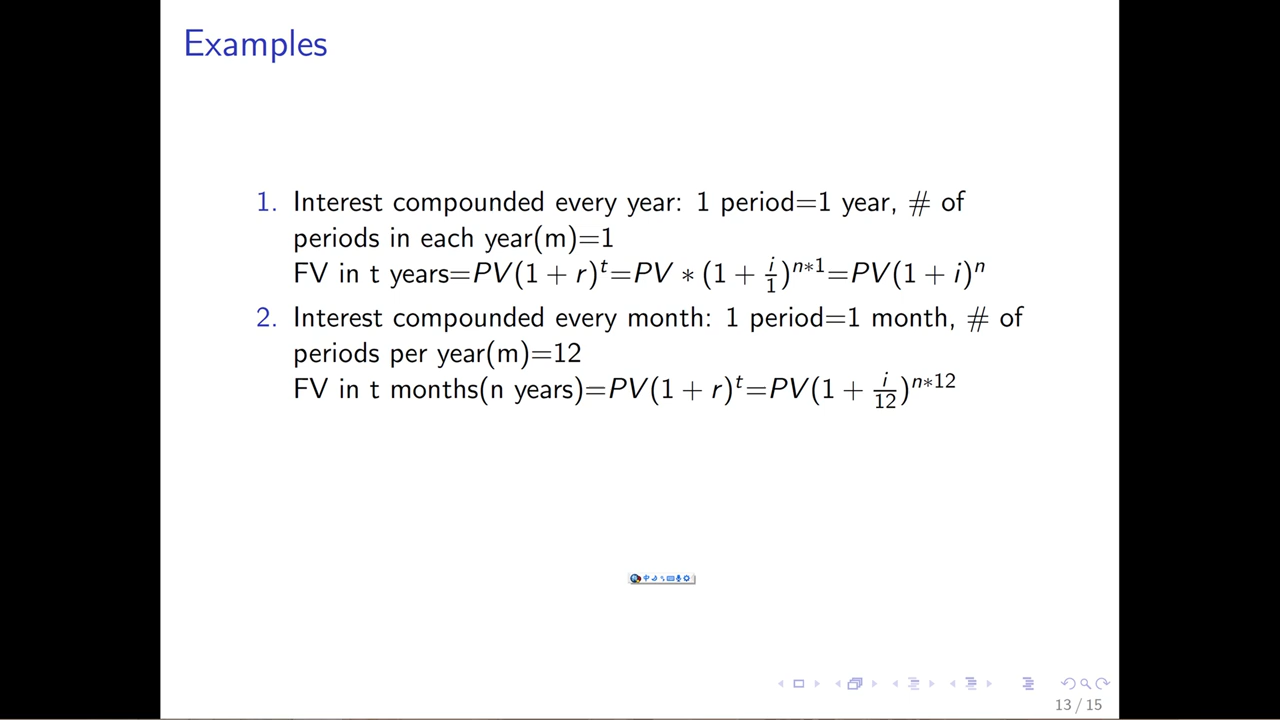 Examples
1. Interest compounded every year: 1 period=1 year, # of
periods in each year(m)=1
FV in t years=PV(1 + r)^t=PV * (1 + i/1)^{n*1}=PV(1 + i)^n
2. Interest compounded every month: 1 period=1 month, # of
periods per year(m)=12
FV in t months(n years)=PV(1 + r)^t=PV(1 + i/12)^{n*12}
中
13 / 15